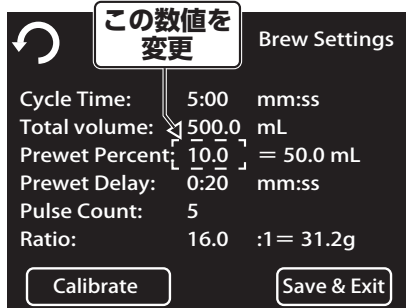 この数値を
変更
Brew Settings
Cycle Time: 5:00 mm:ss
Total volume: 500.0 mL
Prewet Percent: 10.0 = 50.0 mL
Prewet Delay: 0:20 mm:ss
Pulse Count: 5
Ratio: 16.0 :1= 31.2g
Calibrate Save & Exit